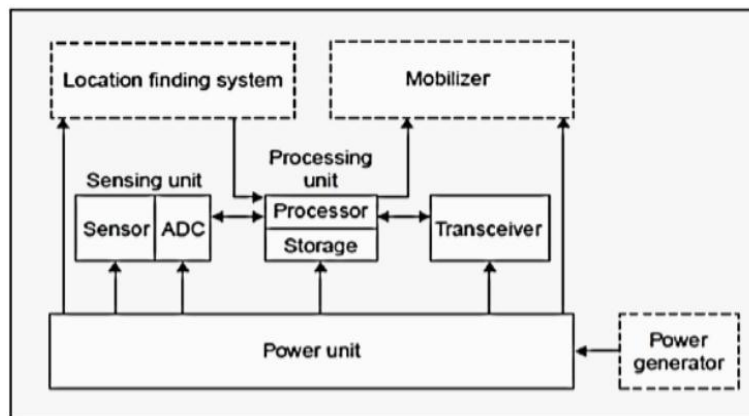 Location finding system
Mobilizer
Sensing unit
Processing
unit
Sensor
ADC
Processor
Storage
Transceiver
Power unit
Power
generator